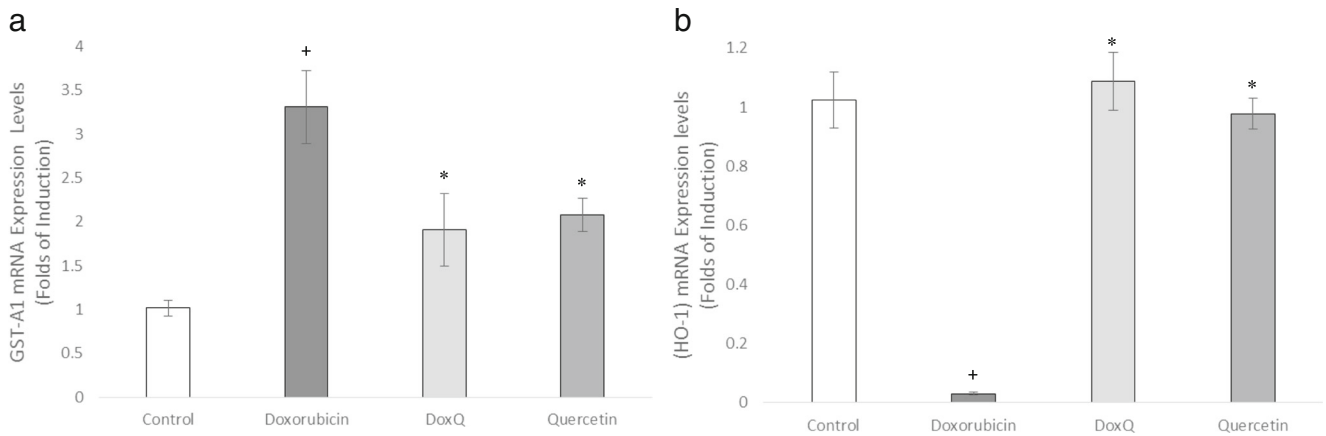 a
GST-A1 mRNA Expression Levels
(Folds of Induction)
4
3.5
3
2.5
2
1.5
1
0.5
0
+
*
*
Control Doxorubicin DoxQ Quercetin
b
(HO-1) mRNA Expression levels
(Folds of Induction)
1.2
1
0.8
0.6
0.4
0.2
0
+
*
*
Control Doxorubicin DoxQ Quercetin